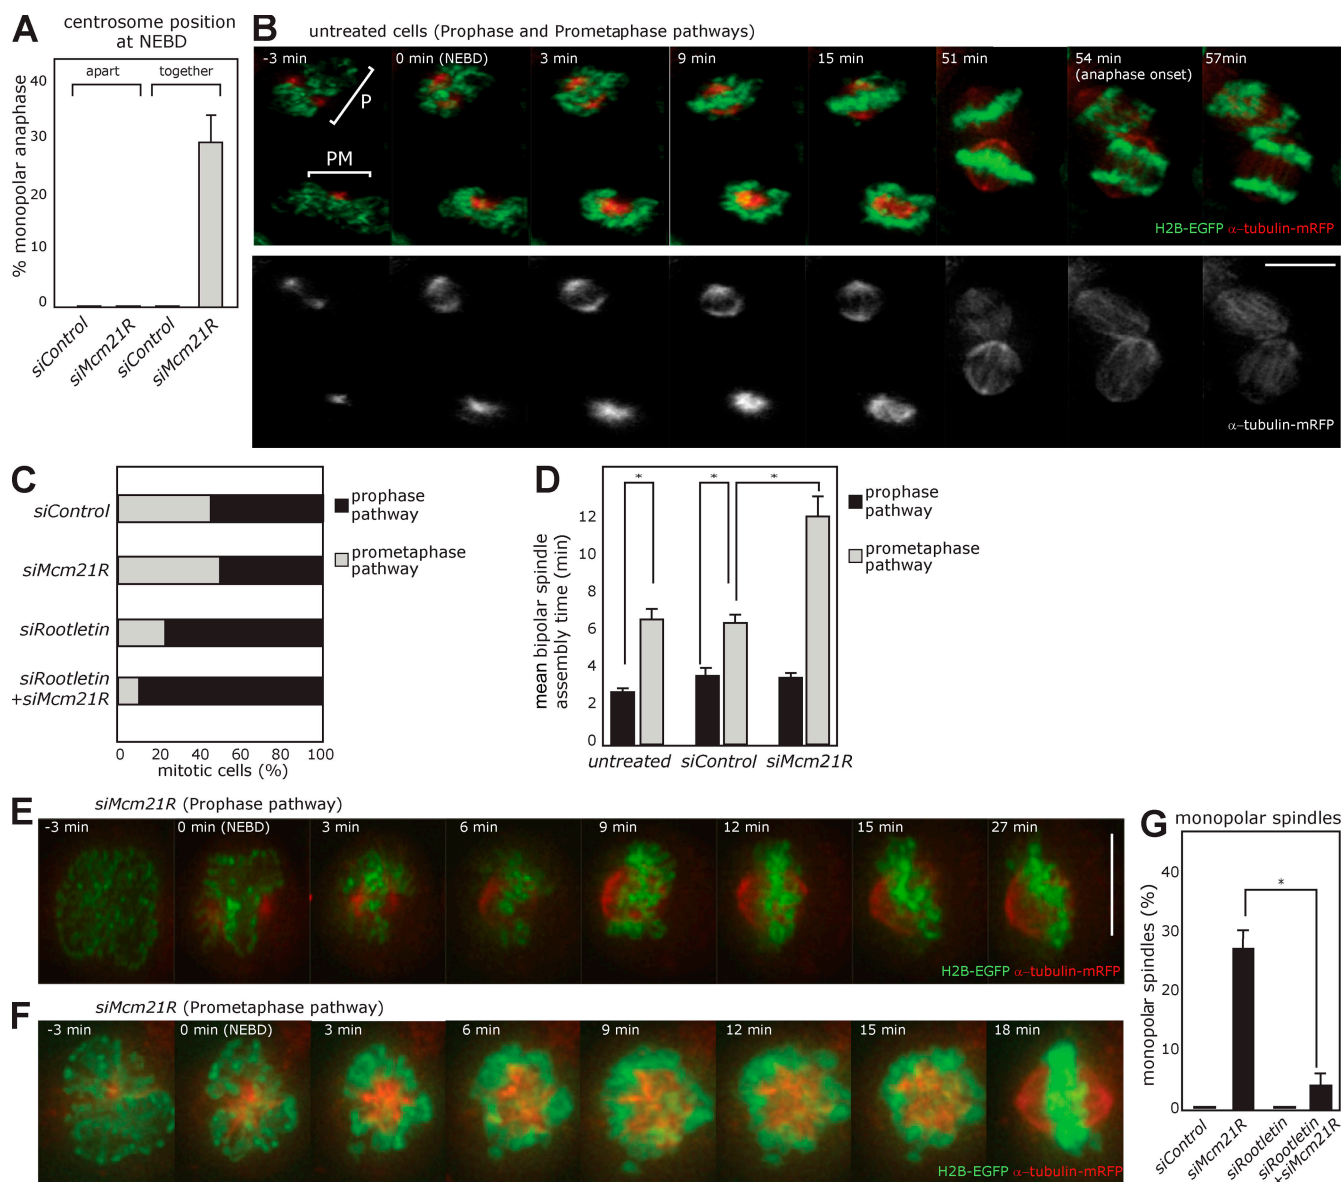 A
centrosome position
at NEBD
% monopolar anaphase
40
30
20
10
0
apart
together
siControl
siMcm21R
siControl
siMcm21R
B
untreated cells (Prophase and Prometaphase pathways)
-3 min
0 min (NEBD)
3 min
9 min
15 min
51 min
54 min
(anaphase onset)
57min
P
PM
H2B-EGFP α-tubulin-mRFP
α-tubulin-mRFP
C
siControl
siMcm21R
siRootletin
siRootletin
+siMcm21R
0 20 40 60 80 100
mitotic cells (%)
prophase
pathway
prometaphase
pathway
D
mean bipolar spindle
assembly time (min)
12
10
8
6
4
2
0
*
*
*
untreated
siControl
siMcm21R
prophase
pathway
prometaphase
pathway
E
siMcm21R (Prophase pathway)
-3 min
0 min (NEBD)
3 min
6 min
9 min
12 min
15 min
27 min
H2B-EGFP α-tubulin-mRFP
F
siMcm21R (Prometaphase pathway)
-3 min
0 min (NEBD)
3 min
6 min
9 min
12 min
15 min
18 min
H2B-EGFP α-tubulin-mRFP
G
monopolar spindles
monopolar spindles (%)
40
30
20
10
0
*
siControl
siMcm21R
siRootletin
siRootletin
+siMcm21R